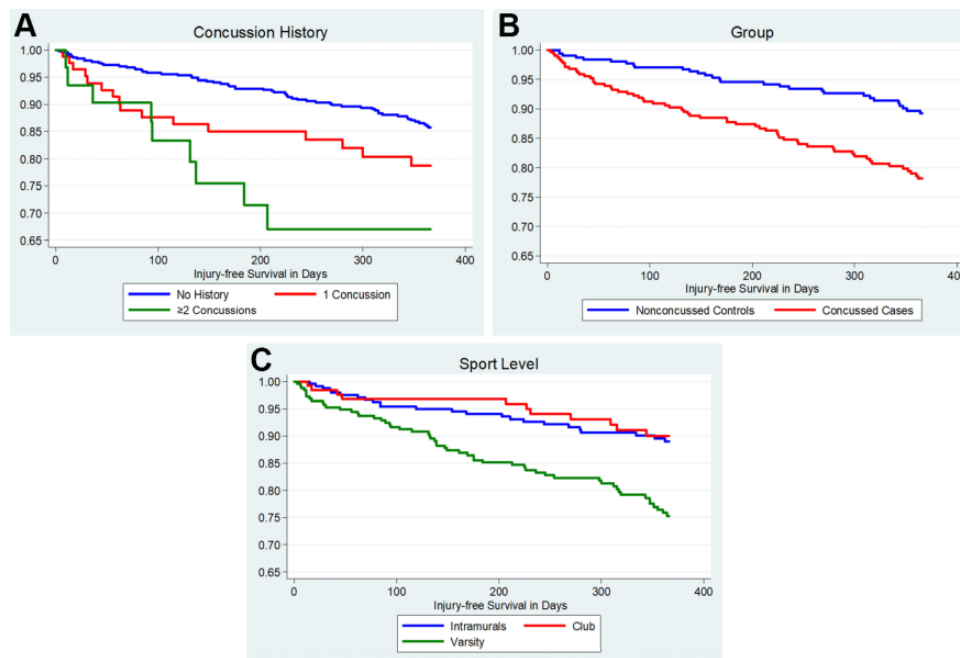 A
Concussion History
1.00
0.95
0.90
0.85
0.80
0.75
0.70
0.65
0 100 200 300 400
Injury-free Survival in Days
No History 1 Concussion
≥2 Concussions
B
Group
1.00
0.95
0.90
0.85
0.80
0.75
0.70
0.65
0 100 200 300 40
Injury-free Survival in Days
Nonconcussed Controls Concussed Cases
C
Sport Level
1.00
0.95
0.90
0.85
0.80
0.75
0.70
0.65
0 100 200 300 400
Injury-free Survival in Days
Intramurals Club
Varsity